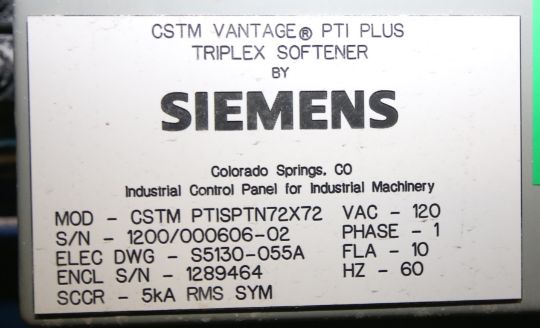 CSTM VANTAGE® PTI PLUS
TRIPLEX SOFTENER
BY
SIEMENS
Colorado Springs, CO
Industrial Control Panel for Industrial Machinery
MOD - CSTM PTISPTN72X72 VAC - 120
S/N - 1200/000606-02 PHASE - 1
ELEC DWG - S5130-055A FLA - 10
ENCL S/N - 1289464 HZ - 60
SCCR - 5kA RMS SYM